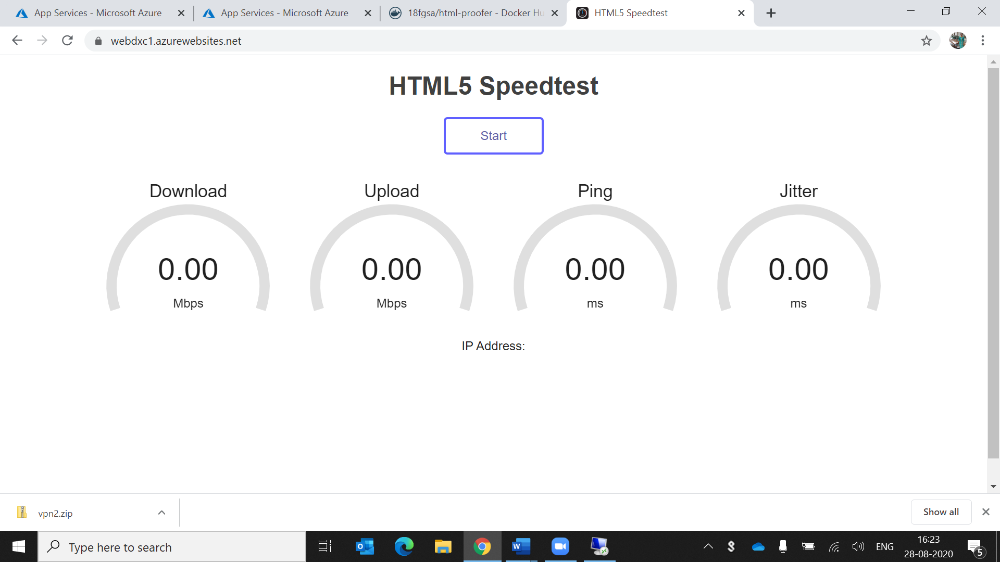 App Services - Microsoft Azure
App Services - Microsoft Azure
18fgsa/html-proofer - Docker Hu
HTML5 Speedtest
webdxc1.azurewebsites.net
HTML5 Speedtest
Start
Download Upload Ping Jitter
0.00 0.00 0.00 0.00
Mbps Mbps ms ms
IP Address:
vpn2.zip
Show all
Type here to search
ENG
16:23
28-08-2020
5